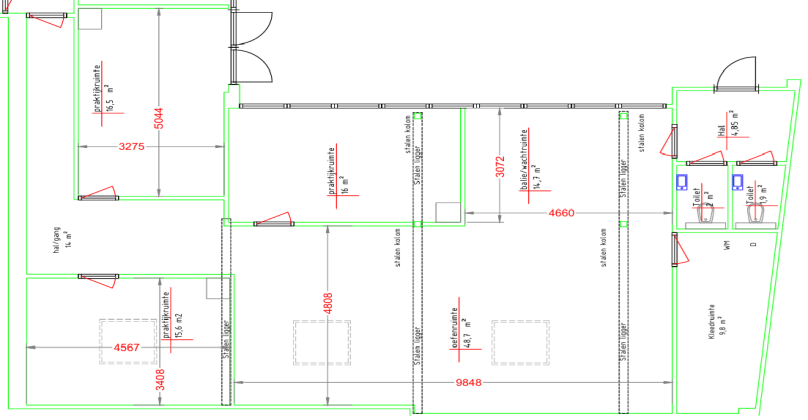 praktijkruimte
16,5 m²
5044
3275
praktijkruimte
16 m²
stalen kolom
Stalen ligger
3072
balie/wachtruimte
14,7 m²
4660
stalen kolom
Stalen ligger
Hal
4,85 m²
Toilet
2 m²
Toilet
1,9 m²
hal/gang
14 m²
stalen kolom
stalen kolom
WM
D
praktijkruimte
15,6 m2
4567
3408
Stalen ligger
4808
Stalen ligger
oefenruimte
48,7 m²
Stalen ligger
9848
Kleedruimte
9,8 m²